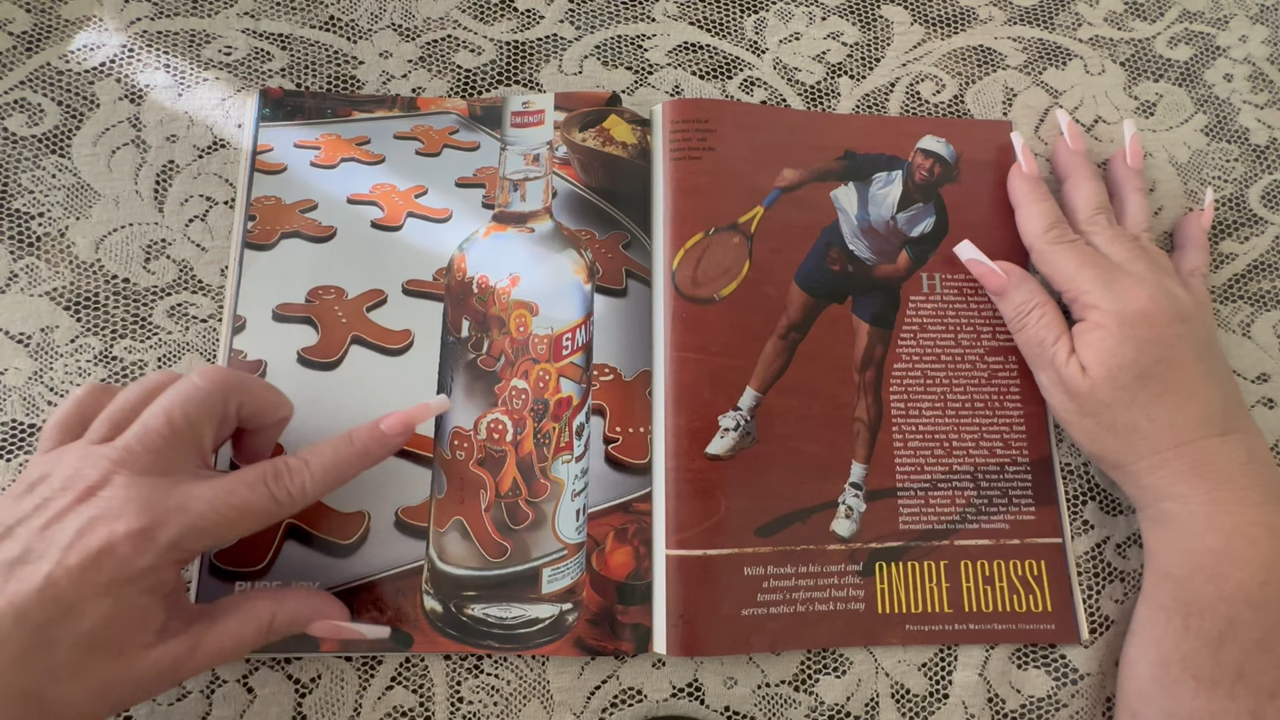 SMIRNOFF
SMI
PURE JOY
He is still
consumma
man. The
mane still billows behind
he lunges for a shot. He still
his shirts to the crowd, still
to his knees when he wins a
ment. "Andre is a Las Vegas
says journeyman player and
buddy Tony Smith. "He's a Hollywood
celebrity in the tennis world."
To be sure. But in 1994, Agassi, 24,
added substance to style. The man who
once said, "Image is everything"—and of-
ten played as if he believed it—returned
after wrist surgery last December to dis-
patch Germany's Michael Stich in a stun-
ning straight-set final at the U.S. Open.
How did Agassi, the once-cocky teenager
who smashed rackets and skipped practice
at Nick Bollettieri's tennis academy, find
the focus to win the Open? Some believe
the difference is Brooke Shields. "Love
colors your life," says Smith. "Brooke is
definitely the catalyst for his success." But
Andre's brother Phillip credits Agassi's
five-month hibernation. "It was a blessing
in disguise," says Phillip. "He realized how
much he wanted to play tennis." Indeed,
minutes before his Open final began,
Agassi was heard to say, "I can be the best
player in the world." No one said the trans-
formation had to include humility.
With Brooke in his court and
a brand-new work ethic,
tennis's reformed bad boy
serves notice he's back to stay
ANDRE AGASSI
Photograph by Bob Martin/Sports Illustrated